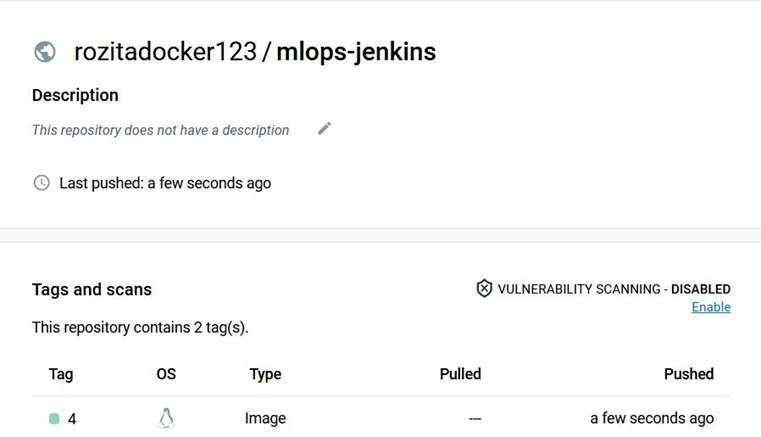 rozitadocker123 / mlops-jenkins
Description
This repository does not have a description
Last pushed: a few seconds ago
Tags and scans
VULNERABILITY SCANNING - DISABLED
Enable
This repository contains 2 tag(s).
Tag OS Type Pulled Pushed
4 Image --- a few seconds ago